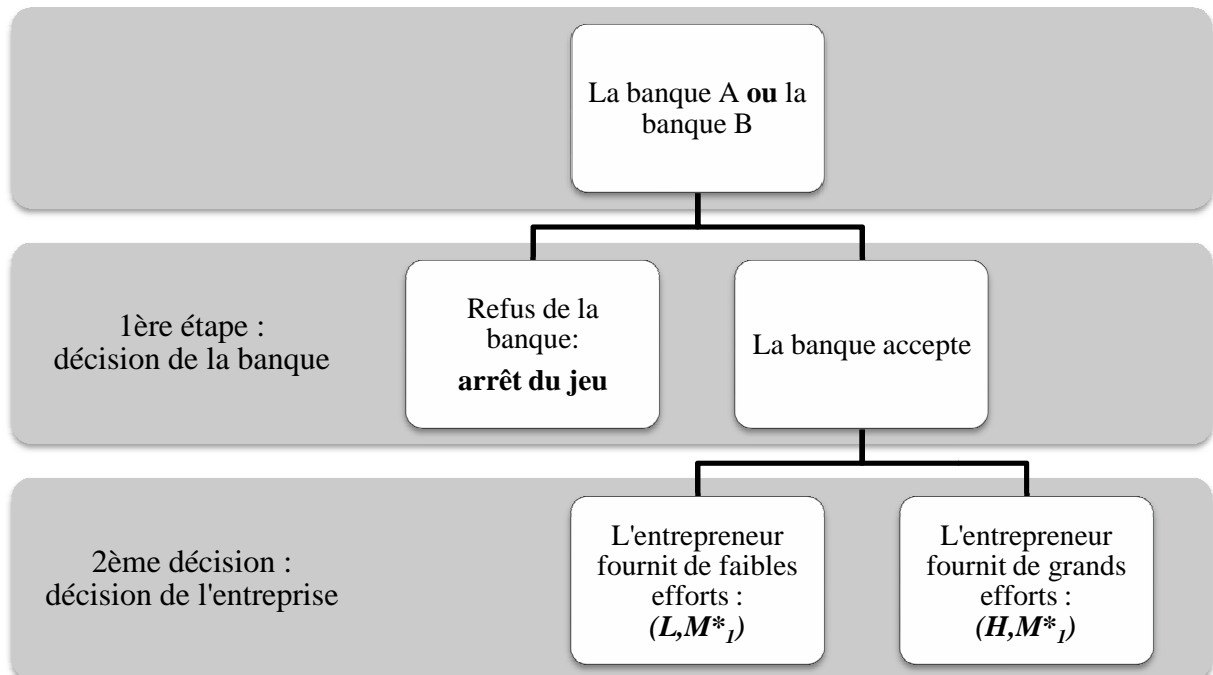 La banque A ou la
banque B
1ère étape :
décision de la banque
Refus de la
banque:
arrêt du jeu
La banque accepte
2ème décision :
décision de l'entreprise
L'entrepreneur
fournit de faibles
efforts :
(L,M*1)
L'entrepreneur
fournit de grands
efforts :
(H,M*1)